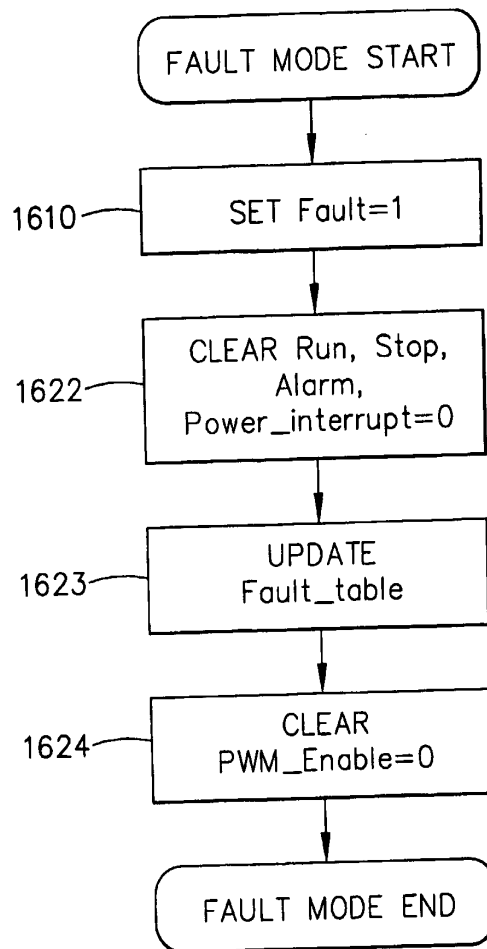 FAULT MODE START
1610
SET Fault=1
1622
CLEAR Run, Stop,
Alarm,
Power_interrupt=0
1623
UPDATE
Fault_table
1624
CLEAR
PWM_Enable=0
FAULT MODE END